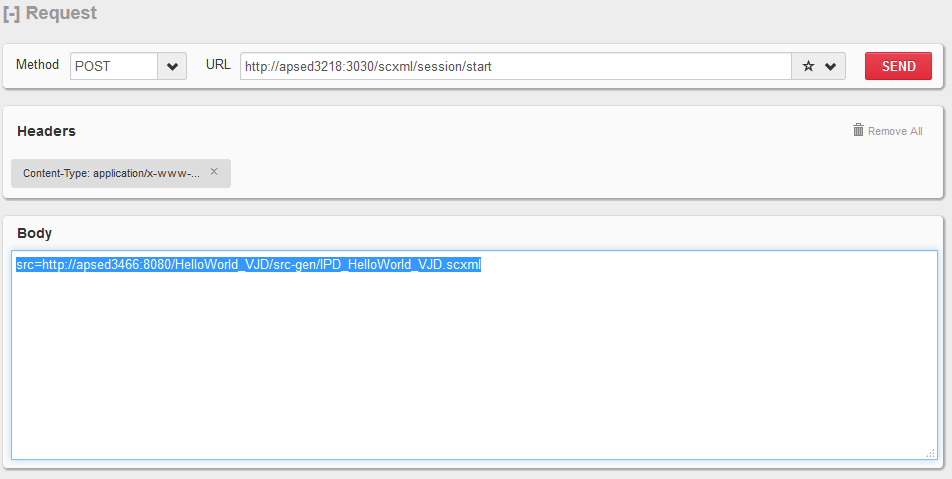 [-] Request
Method POST URL http://apsed3218:3030/scxml/session/start SEND
Headers Remove All
Content-Type: application/x-www-... ×
Body
src=http://apsed3466:8080/HelloWorld_VJD/src-gen/IPD_HelloWorld_VJD.scxml